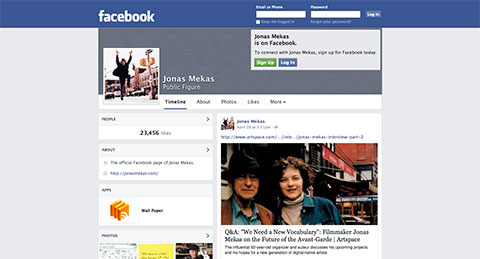 facebook
Email or Phone
Password
Keep me logged in
Forgot your password?
Log In
Jonas Mekas
is on Facebook.
To connect with Jonas Mekas, sign up for Facebook today.
Sign Up
Log In
Jonas Mekas
Public Figure
Timeline
About
Photos
Likes
More
PEOPLE
23,456 likes
ABOUT
The official Facebook page of Jonas Mekas
http://jonasmekas.com/
APPS
Wall Paper
PHOTOS
Jonas Mekas
http://www.artspace.com/.../inte.../jonas-mekas-interview-part-2
Q&A: "We Need a New Vocabulary": Filmmaker Jonas
Mekas on the Future of the Avant-Garde | Artspace
The influential 92-year-old organizer and auteur discusses his upcoming projects
and his hopes for a new generation of digital-native artists